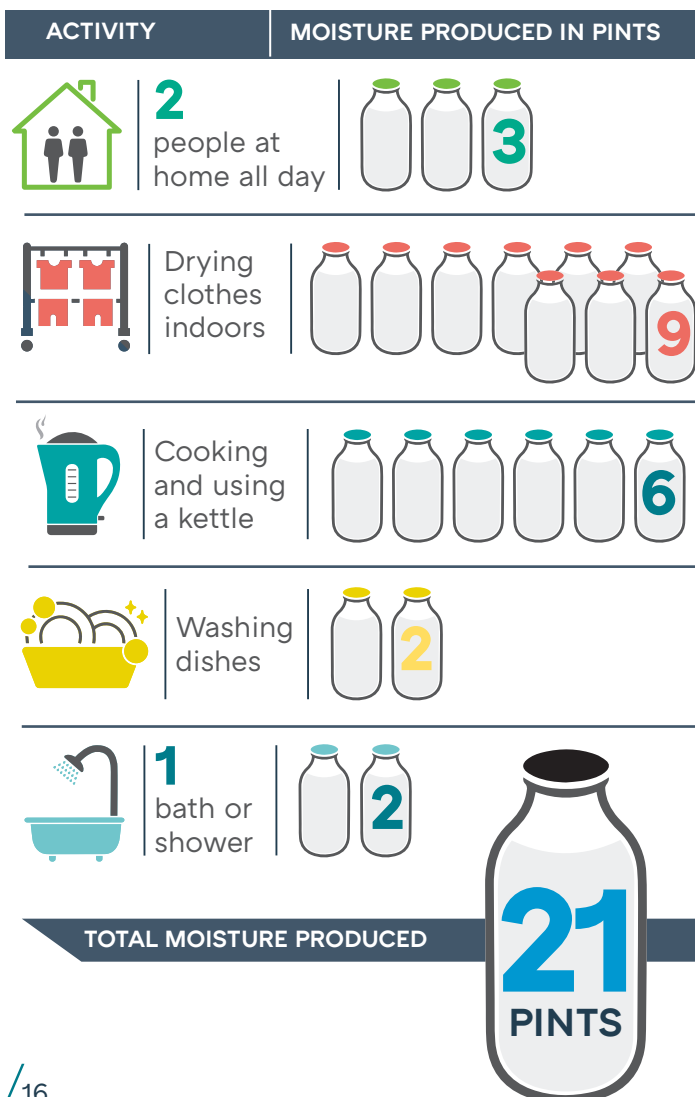 ACTIVITY
MOISTURE PRODUCED IN PINTS
2
people at
home all day
3
Drying
clothes
indoors
9
Cooking
and using
a kettle
6
Washing
dishes
2
1
bath or
shower
2
TOTAL MOISTURE PRODUCED
21
PINTS
/16